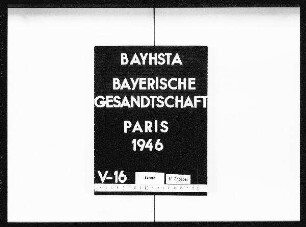 BAYHSTA
BAYERISCHE
GESANDTSCHAFT
PARIS
1946
V-16